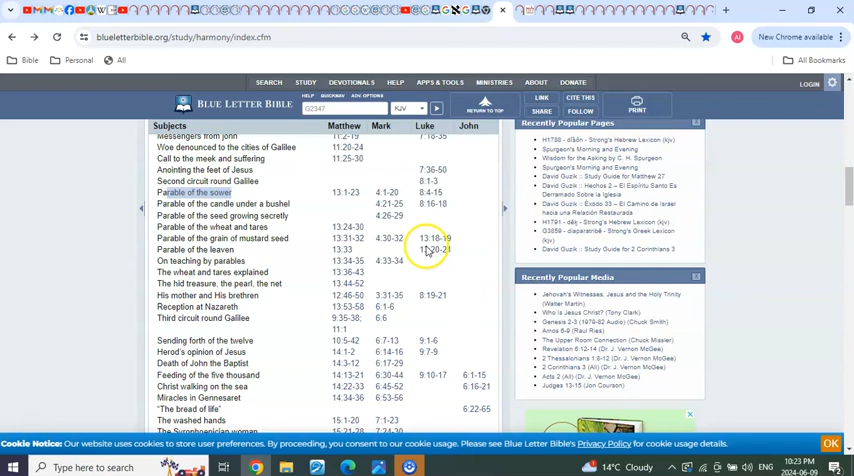 blueletterbible.org/study/harmony/index.cfm
AI
New Chrome available
Bible Personal All
All Bookmarks
SEARCH STUDY DEVOTIONALS HELP APPS & TOOLS MINISTRIES ABOUT DONATE
LOGIN
BLUE LETTER BIBLE
HELP QUICKNAV ADV. OPTIONS
G2347 KJV
RETURN TO TOP
LINK CITE THIS
SHARE FOLLOW
PRINT
Subjects Matthew Mark Luke John
Messengers from john 11:2-19 7:18-35
Woe denounced to the cities of Galilee 11:20-24
Call to the meek and suffering 11:25-30
Anointing the feet of Jesus 7:36-50
Second circuit round Galilee 8:1-3
Parable of the sower 13:1-23 4:1-20 8:4-15
Parable of the candle under a bushel 4:21-25 8:16-18
Parable of the seed growing secretly 4:26-29
Parable of the wheat and tares 13:24-30
Parable of the grain of mustard seed 13:31-32 4:30-32 13:18-19
Parable of the leaven 13:33 13:20-21
On teaching by parables 13:34-35 4:33-34
The wheat and tares explained 13:36-43
The hid treasure, the pearl, the net 13:44-52
His mother and His brethren 12:46-50 3:31-35 8:19-21
Reception at Nazareth 13:53-58 6:1-6
Third circuit round Galilee 9:35-38; 6:6
11:1
Sending forth of the twelve 10:5-42 6:7-13 9:1-6
Herod's opinion of Jesus 14:1-2 6:14-16 9:7-9
Death of John the Baptist 14:3-12 6:17-29
Feeding of the five thousand 14:13-21 6:30-44 9:10-17 6:1-15
Christ walking on the sea 14:22-33 6:45-52 6:16-21
Miracles in Gennesaret 14:34-36 6:53-56
"The bread of life" 6:22-65
The washed hands 15:1-20 7:1-23
The Syrophenician woman 15:21-28 7:24-30
Recently Popular Pages
H1788 - Strong's Hebrew Lexicon (kjv)
Spurgeon's Morning and Evening
Wisdom for the Asking by C. H. Spurgeon
Spurgeon's Morning and Evening
David Guzik :: Study Guide for Matthew 27
David Guzik :: Hechos 2 – El Espíritu Santo Es
Derramado Sobre la Iglesia
David Guzik :: Éxodo 33 – El Camino de Israel
hacia una Relación Restaurada
Strong's Hebrew Lexicon (kjv)
G3859 - Strong's Greek Lexicon
(kjv)
David Guzik :: Study Guide for 2 Corinthians 3
Recently Popular Media
Jehovah's Witnesses, Jesus and the Holy Trinity
(Walter Martin)
Who Is Jesus Christ? (Tony Clark)
Genesis 2-3 (1979-82 Audio) (Chuck Smith)
Amos 6-9 (Raul Ries)
The Upper Room Connection (Chuck Missler)
Revelation 6:12-14 (Dr. J. Vernon McGee)
2 Thessalonians 1:8-12 (Dr. J. Vernon McGee)
2 Corinthians 3 (Dr. J. Vernon McGee)
Acts 2 (Dr. J. Vernon McGee)
Judges 13-15 (Jon Courson)
Cookie Notice: Our website uses cookies to store user preferences. By proceeding, you consent to our cookie usage. Please see Blue Letter Bible's Privacy Policy for cookie usage details. OK
Type here to search
14°C Cloudy
ENG
10:23 PM
2024-06-09